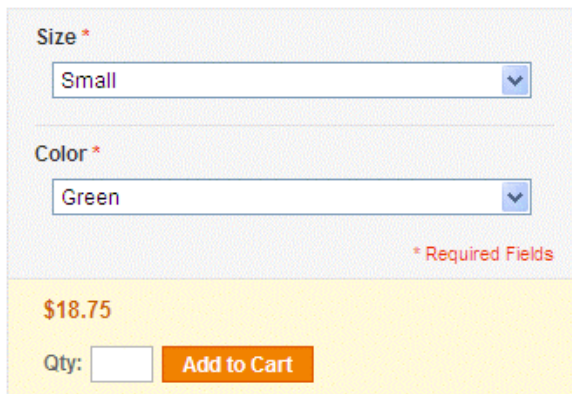 Size *
Small
Color *
Green
* Required Fields
$18.75
Qty: Add to Cart